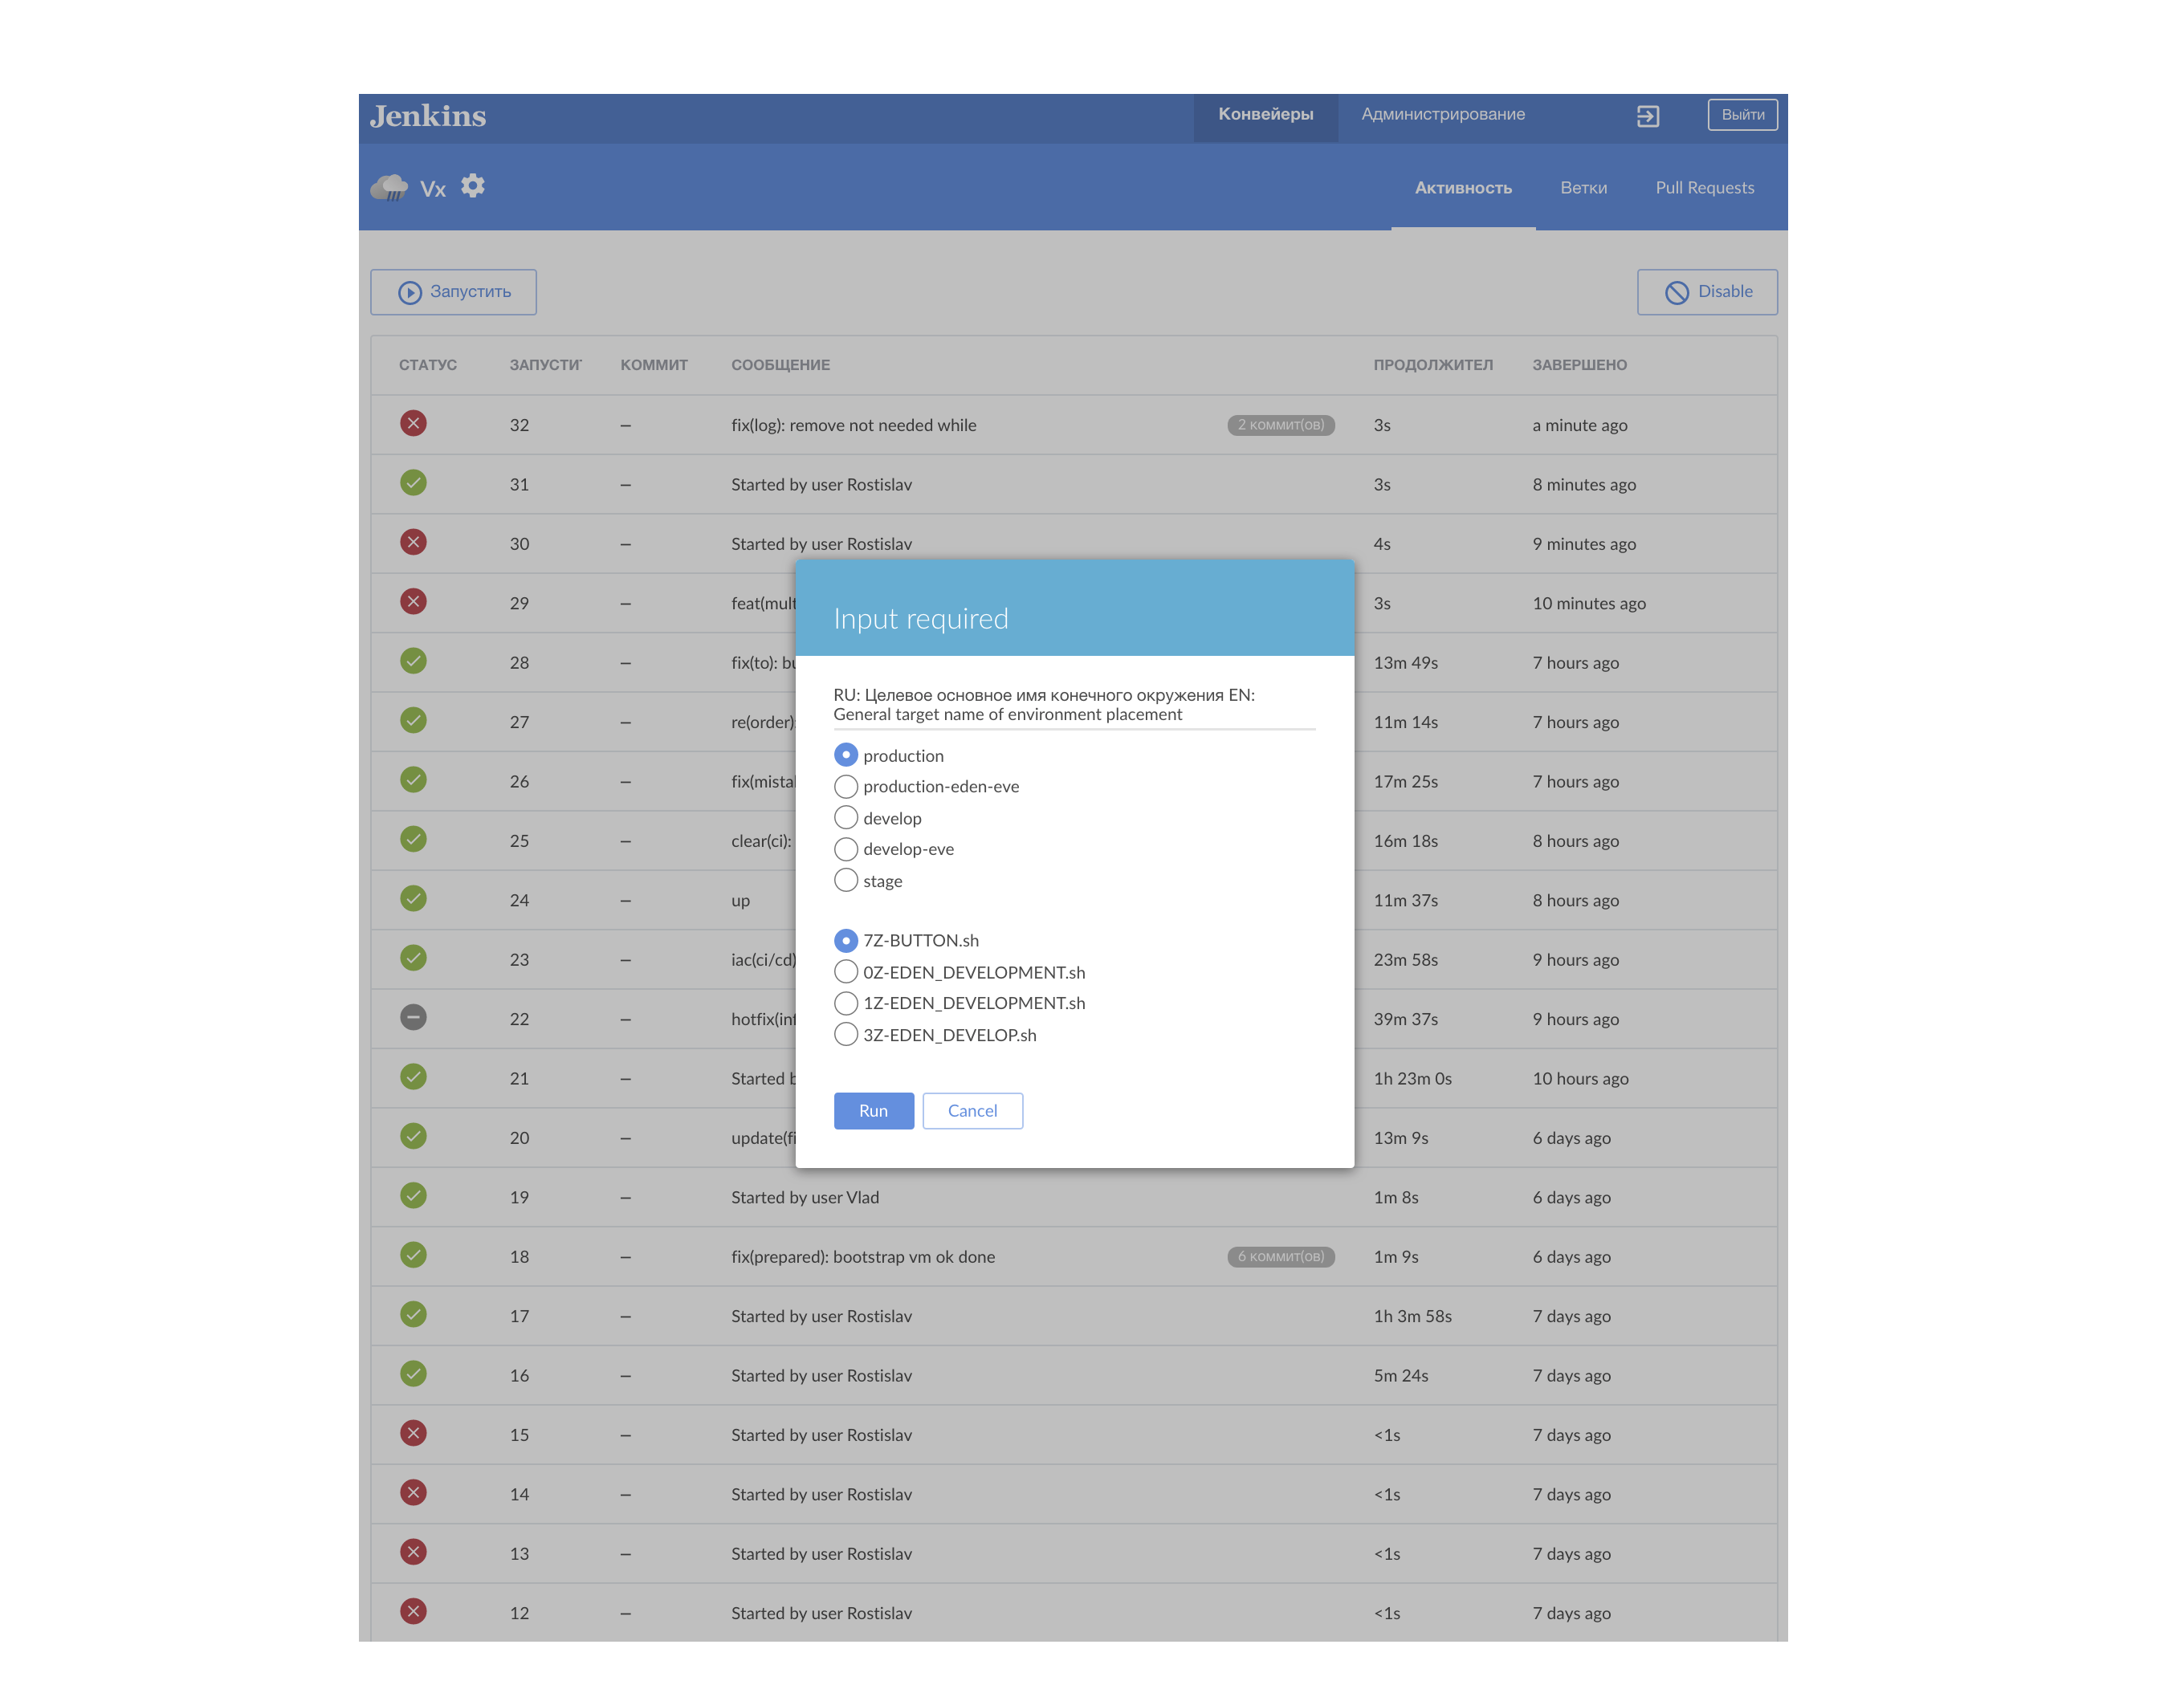 Jenkins
Конвейеры
Администрирование
Выйти
Vx
Активность
Ветки
Pull Requests
Запустить
Disable
СТАТУС ЗАПУСТИ КОММИТ СООБЩЕНИЕ ПРОДОЛЖИТЕЛ ЗАВЕРШЕНО
32 – fix(log): remove not needed while 2 коммит(ов) 3s a minute ago
31 – Started by user Rostislav 3s 8 minutes ago
30 – Started by user Rostislav 4s 9 minutes ago
29 – feat(mult 3s 10 minutes ago
28 – fix(to): bu 13m 49s 7 hours ago
27 – re(order) 11m 14s 7 hours ago
26 – fix(mista 17m 25s 7 hours ago
25 – clear(ci): 16m 18s 8 hours ago
24 – up 11m 37s 8 hours ago
23 – iac(ci/cd) 23m 58s 9 hours ago
22 – hotfix(inf 39m 37s 9 hours ago
21 – Started b 1h 23m 0s 10 hours ago
20 – update(fi 13m 9s 6 days ago
19 – Started by user Vlad 1m 8s 6 days ago
18 – fix(prepared): bootstrap vm ok done 6 коммит(ов) 1m 9s 6 days ago
17 – Started by user Rostislav 1h 3m 58s 7 days ago
16 – Started by user Rostislav 5m 24s 7 days ago
15 – Started by user Rostislav <1s 7 days ago
14 – Started by user Rostislav <1s 7 days ago
13 – Started by user Rostislav <1s 7 days ago
12 – Started by user Rostislav <1s 7 days ago
Input required
RU: Целевое основное имя конечного окружения EN:
General target name of environment placement
production
production-eden-eve
develop
develop-eve
stage
7Z-BUTTON.sh
0Z-EDEN_DEVELOPMENT.sh
1Z-EDEN_DEVELOPMENT.sh
3Z-EDEN_DEVELOP.sh
Run
Cancel